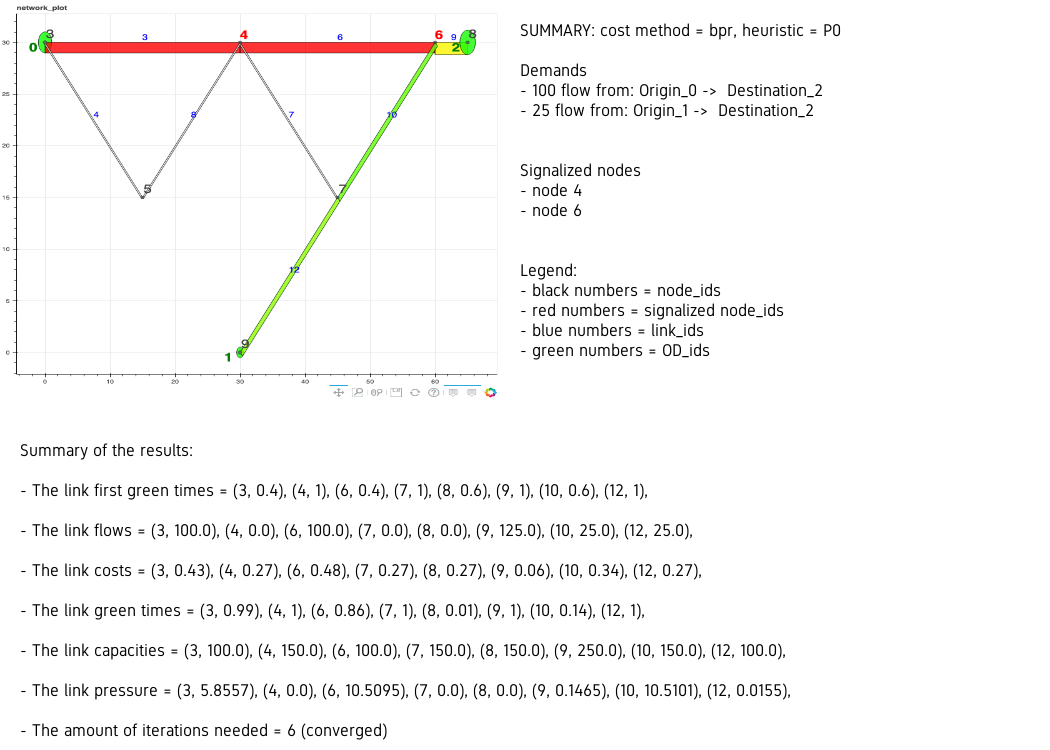 network_plot
3 4 6 8
3 6 9
0 2
30
4 8 7 10
25
20
5 7
15
10
12
5
9
0 1
0 10 20 30 40 50 60
SUMMARY: cost method = bpr, heuristic = P0
Demands
- 100 flow from: Origin_0 -> Destination_2
- 25 flow from: Origin_1 -> Destination_2
Signalized nodes
- node 4
- node 6
Legend:
- black numbers = node_ids
- red numbers = signalized node_ids
- blue numbers = link_ids
- green numbers = OD_ids
Summary of the results:
- The link first green times = (3, 0.4), (4, 1), (6, 0.4), (7, 1), (8, 0.6), (9, 1), (10, 0.6), (12, 1),
- The link flows = (3, 100.0), (4, 0.0), (6, 100.0), (7, 0.0), (8, 0.0), (9, 125.0), (10, 25.0), (12, 25.0),
- The link costs = (3, 0.43), (4, 0.27), (6, 0.48), (7, 0.27), (8, 0.27), (9, 0.06), (10, 0.34), (12, 0.27),
- The link green times = (3, 0.99), (4, 1), (6, 0.86), (7, 1), (8, 0.01), (9, 1), (10, 0.14), (12, 1),
- The link capacities = (3, 100.0), (4, 150.0), (6, 100.0), (7, 150.0), (8, 150.0), (9, 250.0), (10, 150.0), (12, 100.0),
- The link pressure = (3, 5.8557), (4, 0.0), (6, 10.5095), (7, 0.0), (8, 0.0), (9, 0.1465), (10, 10.5101), (12, 0.0155),
- The amount of iterations needed = 6 (converged)